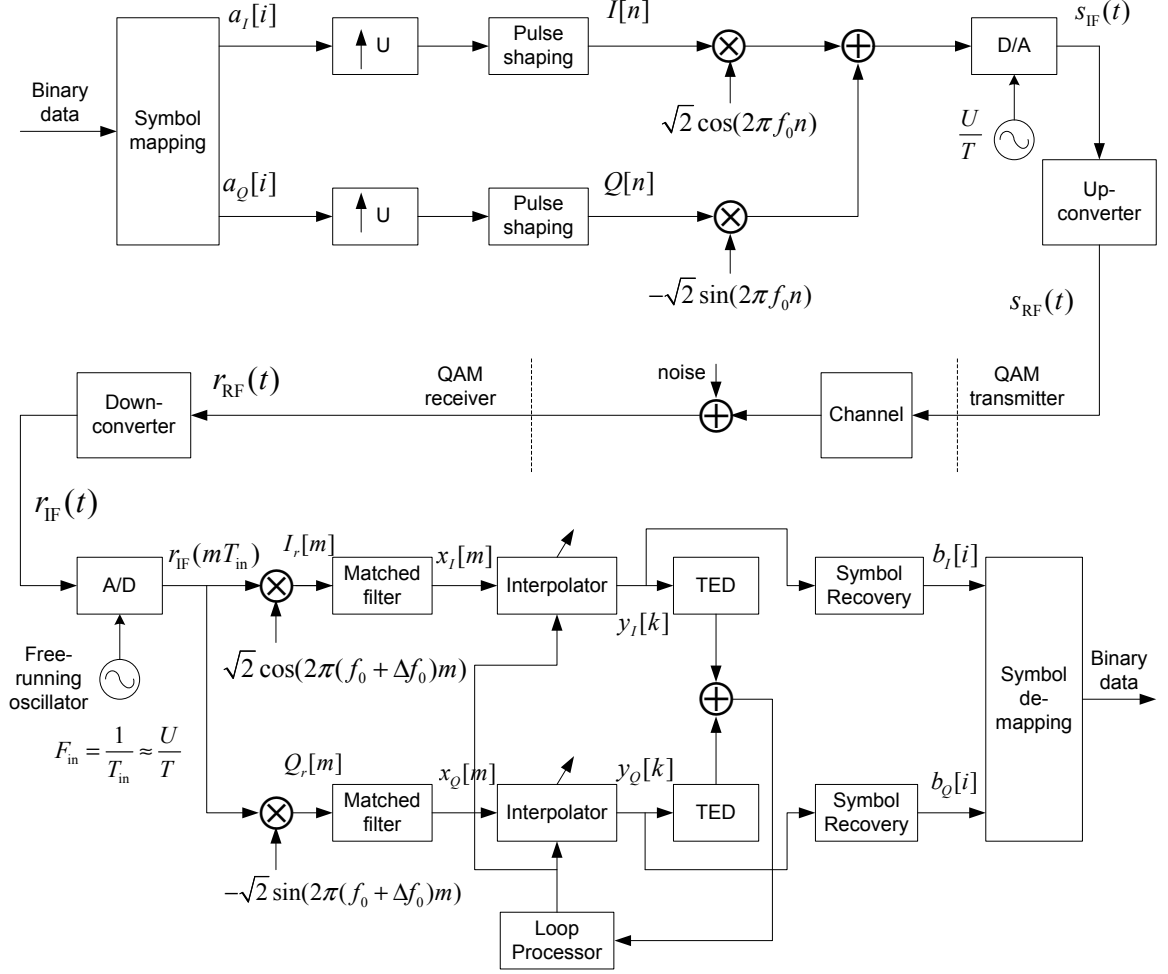 a_I[i]
I[n]
s_IF(t)
U
Pulse
shaping
D/A
Binary
data
Symbol
mapping
√2 cos(2πf_0n)
U/T
a_Q[i]
Q[n]
U
Pulse
shaping
Up-
converter
−√2 sin(2πf_0n)
s_RF(t)
r_RF(t)
QAM
receiver
noise
QAM
transmitter
Down-
converter
Channel
r_IF(t)
r_IF(mT_in)
I_r[m]
x_I[m]
b_I[i]
A/D
Matched
filter
Interpolator
TED
Symbol
Recovery
y_I[k]
Free-
running
oscillator
√2 cos(2π(f_0 + Δf_0)m)
Symbol
de-
mapping
Binary
data
F_in = 1/T_in ≈ U/T
Q_r[m]
x_Q[m]
y_Q[k]
b_Q[i]
Matched
filter
Interpolator
TED
Symbol
Recovery
−√2 sin(2π(f_0 + Δf_0)m)
Loop
Processor